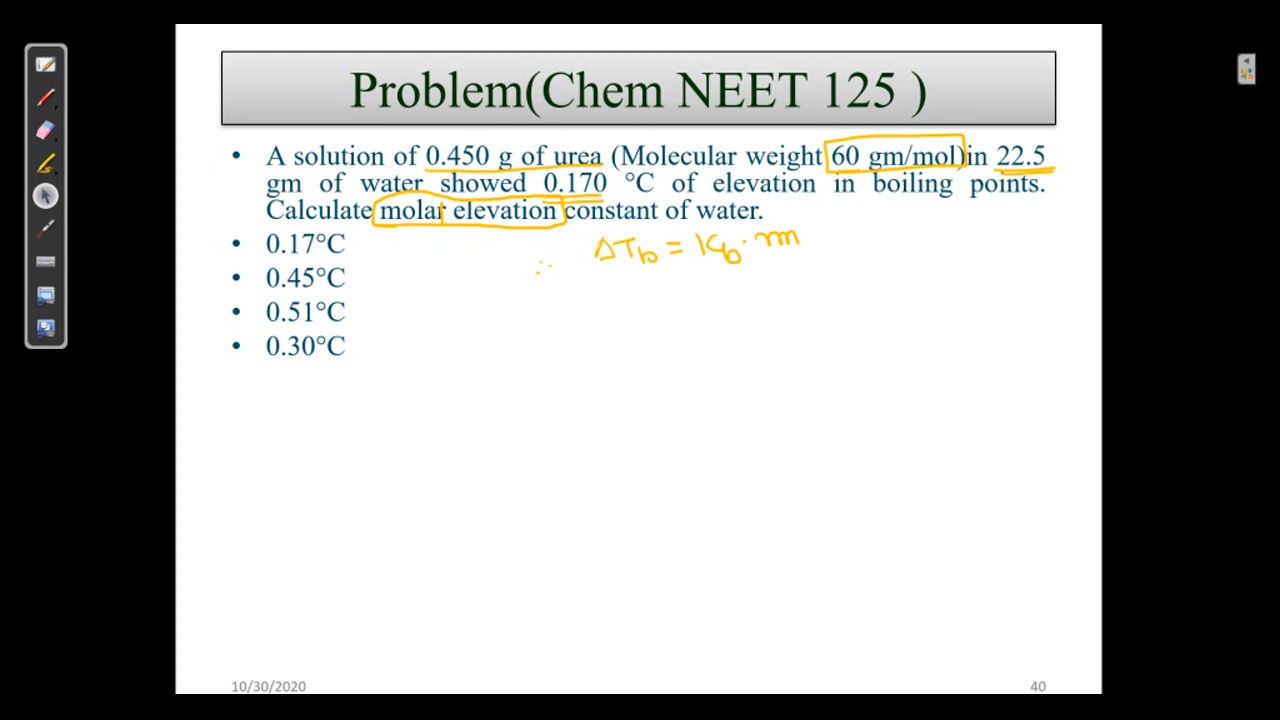 Problem(Chem NEET 125 )
• A solution of 0.450 g of urea (Molecular weight 60 gm/mol)in 22.5
gm of water showed 0.170 °C of elevation in boiling points.
Calculate molar elevation constant of water.
• 0.17°C
∴ ΔTb = Kb · m
• 0.45°C
• 0.51°C
• 0.30°C
10/30/2020
40